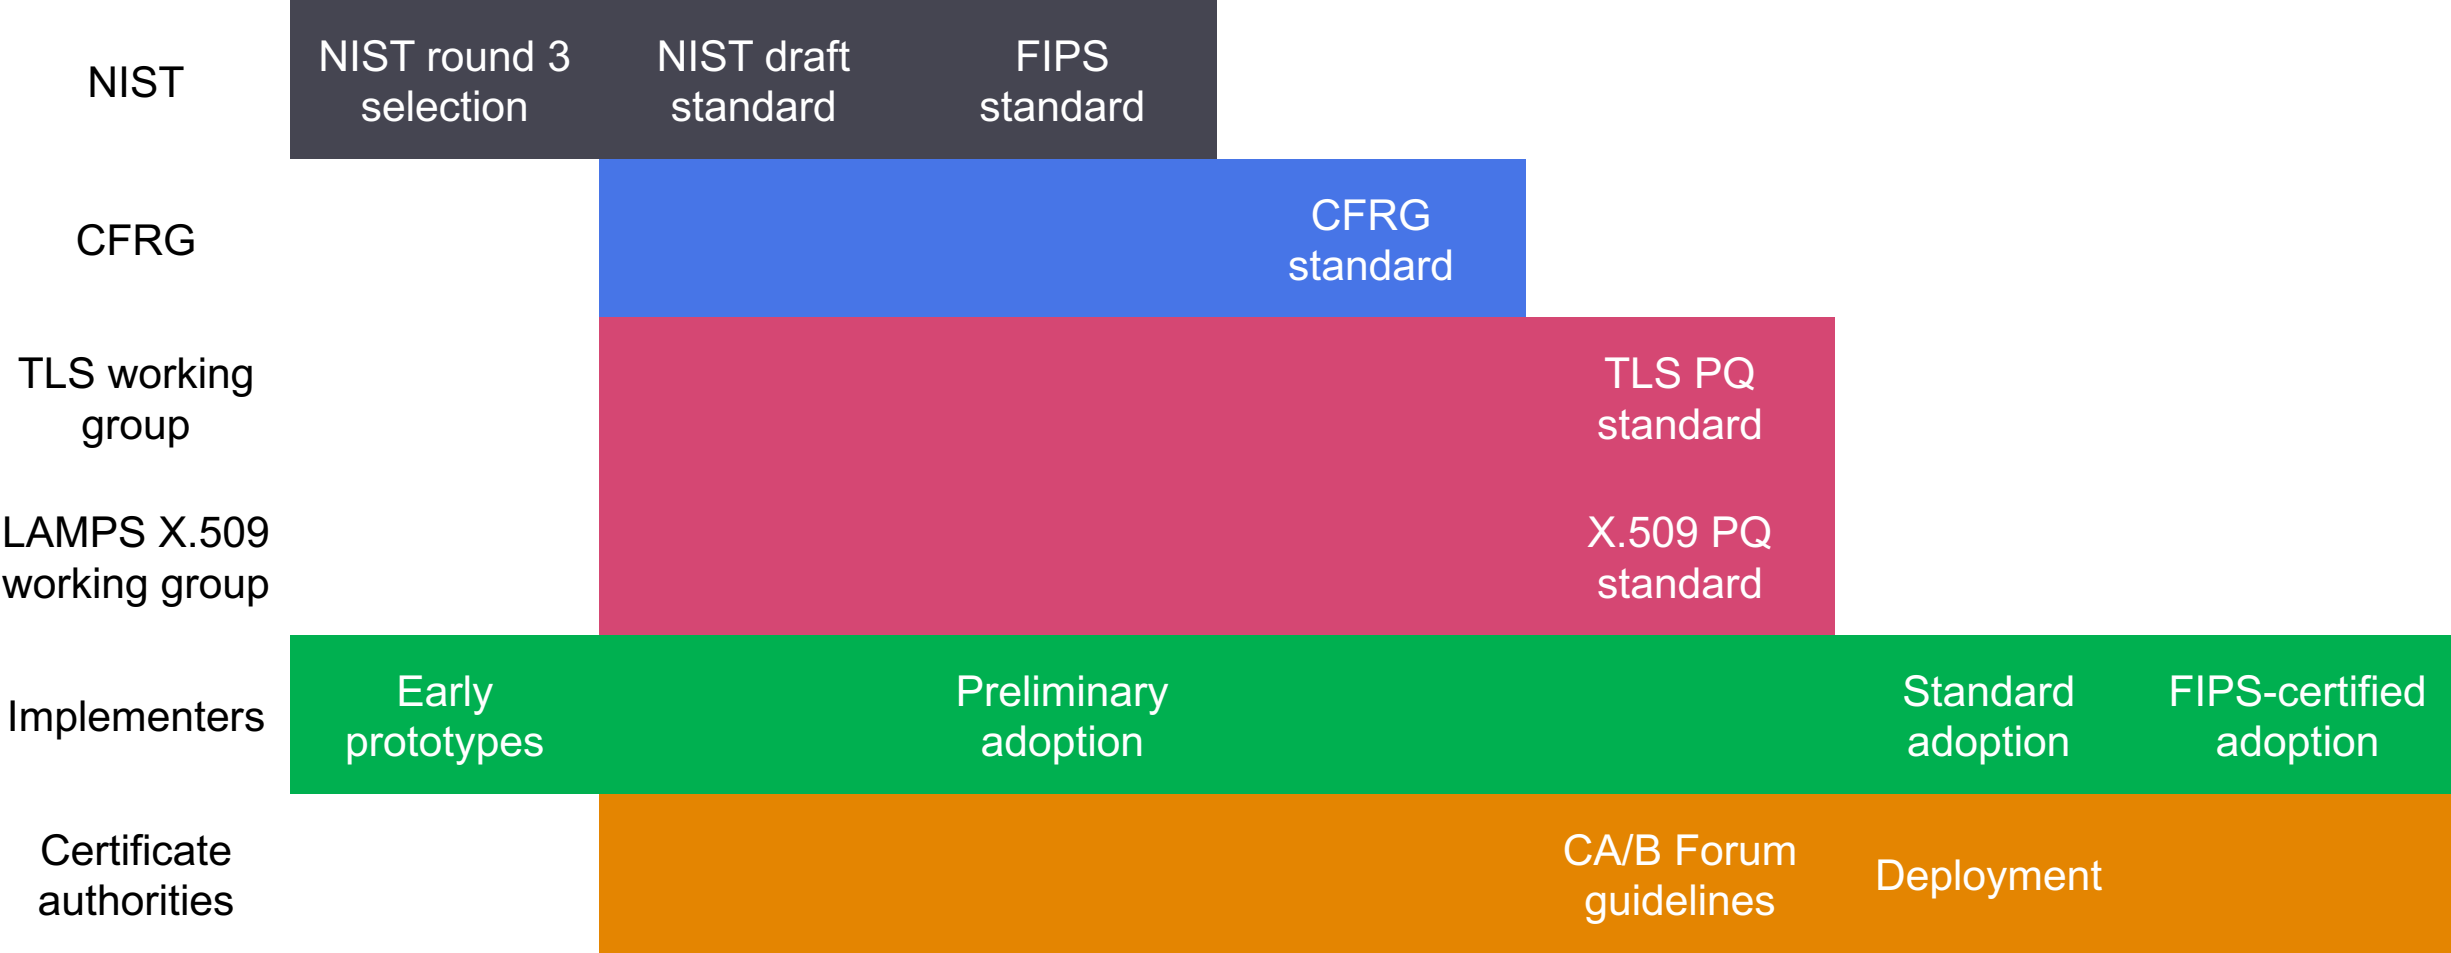 NIST
NIST round 3
selection
NIST draft
standard
FIPS
standard
CFRG
CFRG
standard
TLS working
group
TLS PQ
standard
LAMPS X.509
working group
X.509 PQ
standard
Implementers
Early
prototypes
Preliminary
adoption
Standard
adoption
FIPS-certified
adoption
Certificate
authorities
CA/B Forum
guidelines
Deployment